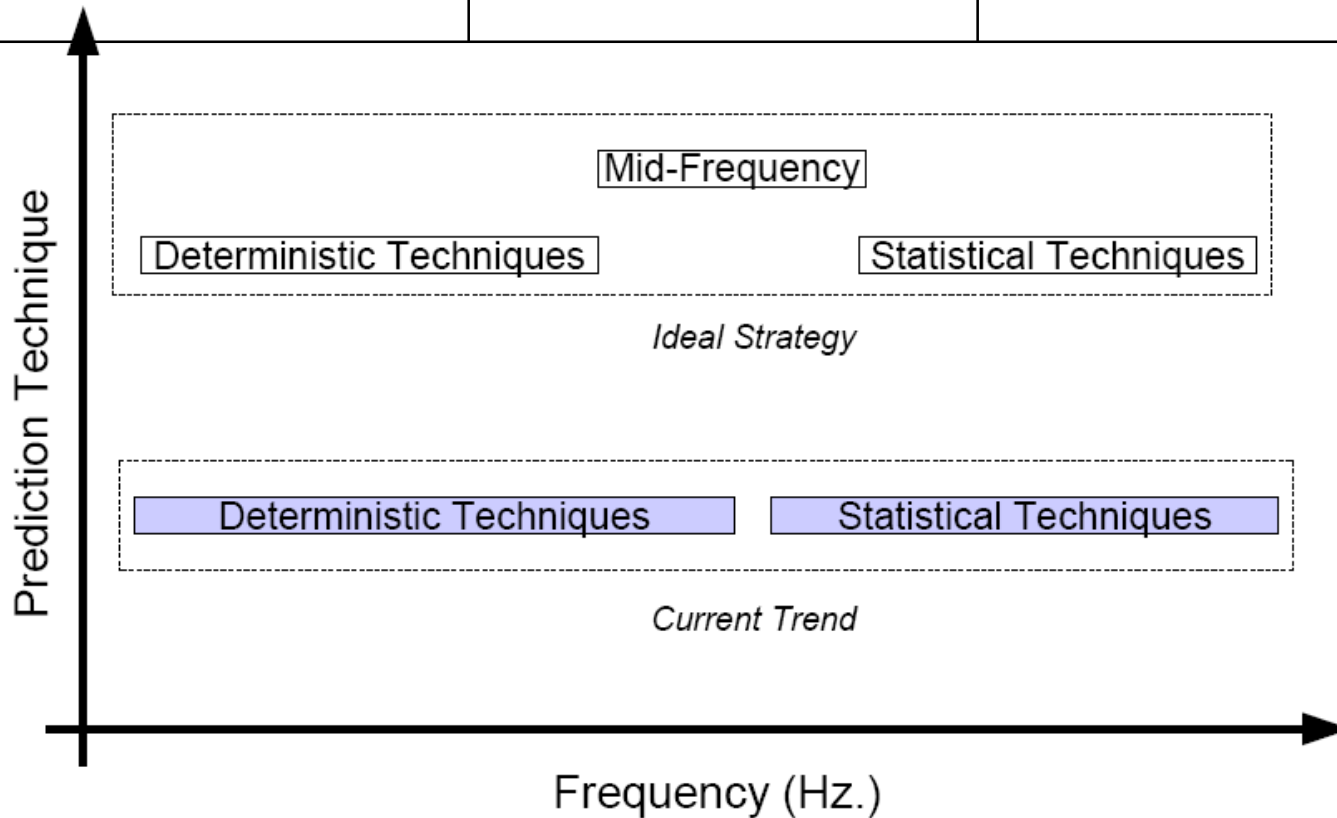 Prediction Technique
Mid-Frequency
Deterministic Techniques
Statistical Techniques
Ideal Strategy
Deterministic Techniques
Statistical Techniques
Current Trend
Frequency (Hz.)